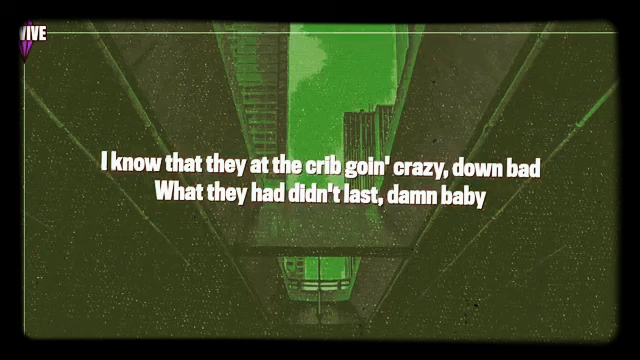 VIVE
I know that they at the crib goin' crazy, down bad
What they had didn't last, damn baby